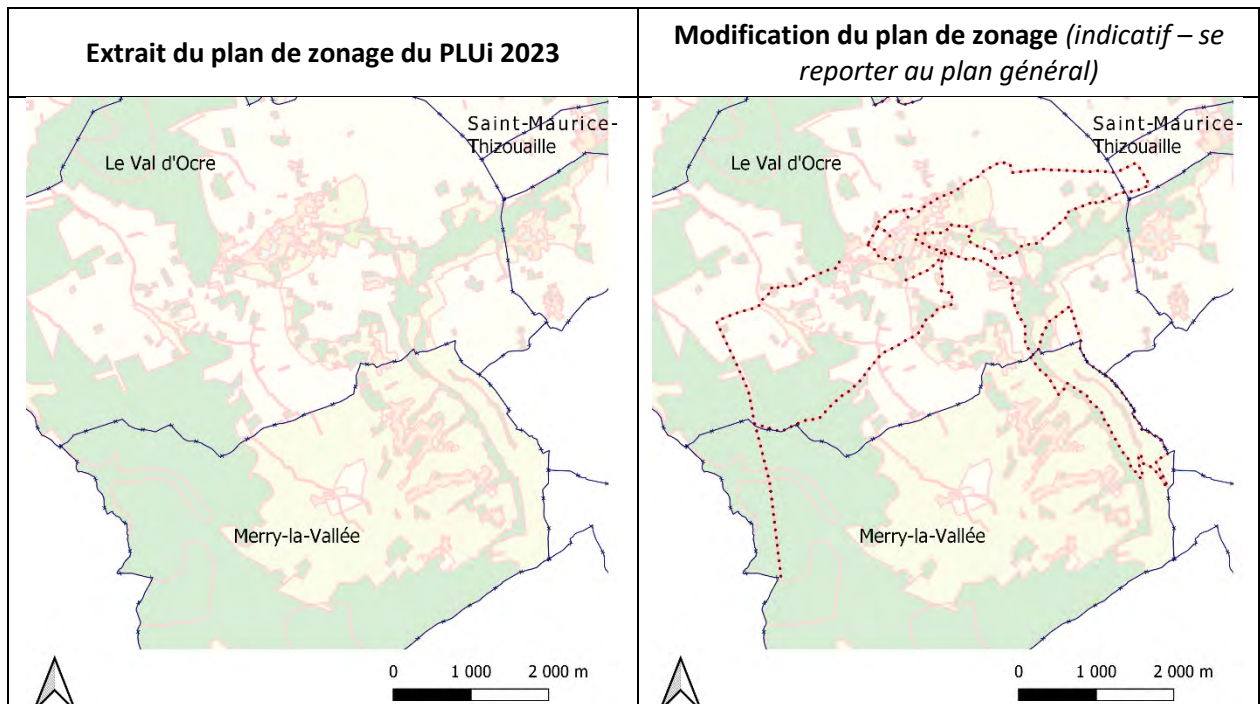 Extrait du plan de zonage du PLUi 2023
Modification du plan de zonage (indicatif – se
reporter au plan général)
Saint-Maurice-
Thizouaille
Le Val d'Ocre
Merry-la-Vallée
0 1 000 2 000 m
Saint-Maurice-
Thizouaille
Le Val d'Ocre
Merry-la-Vallée
0 1 000 2 000 m